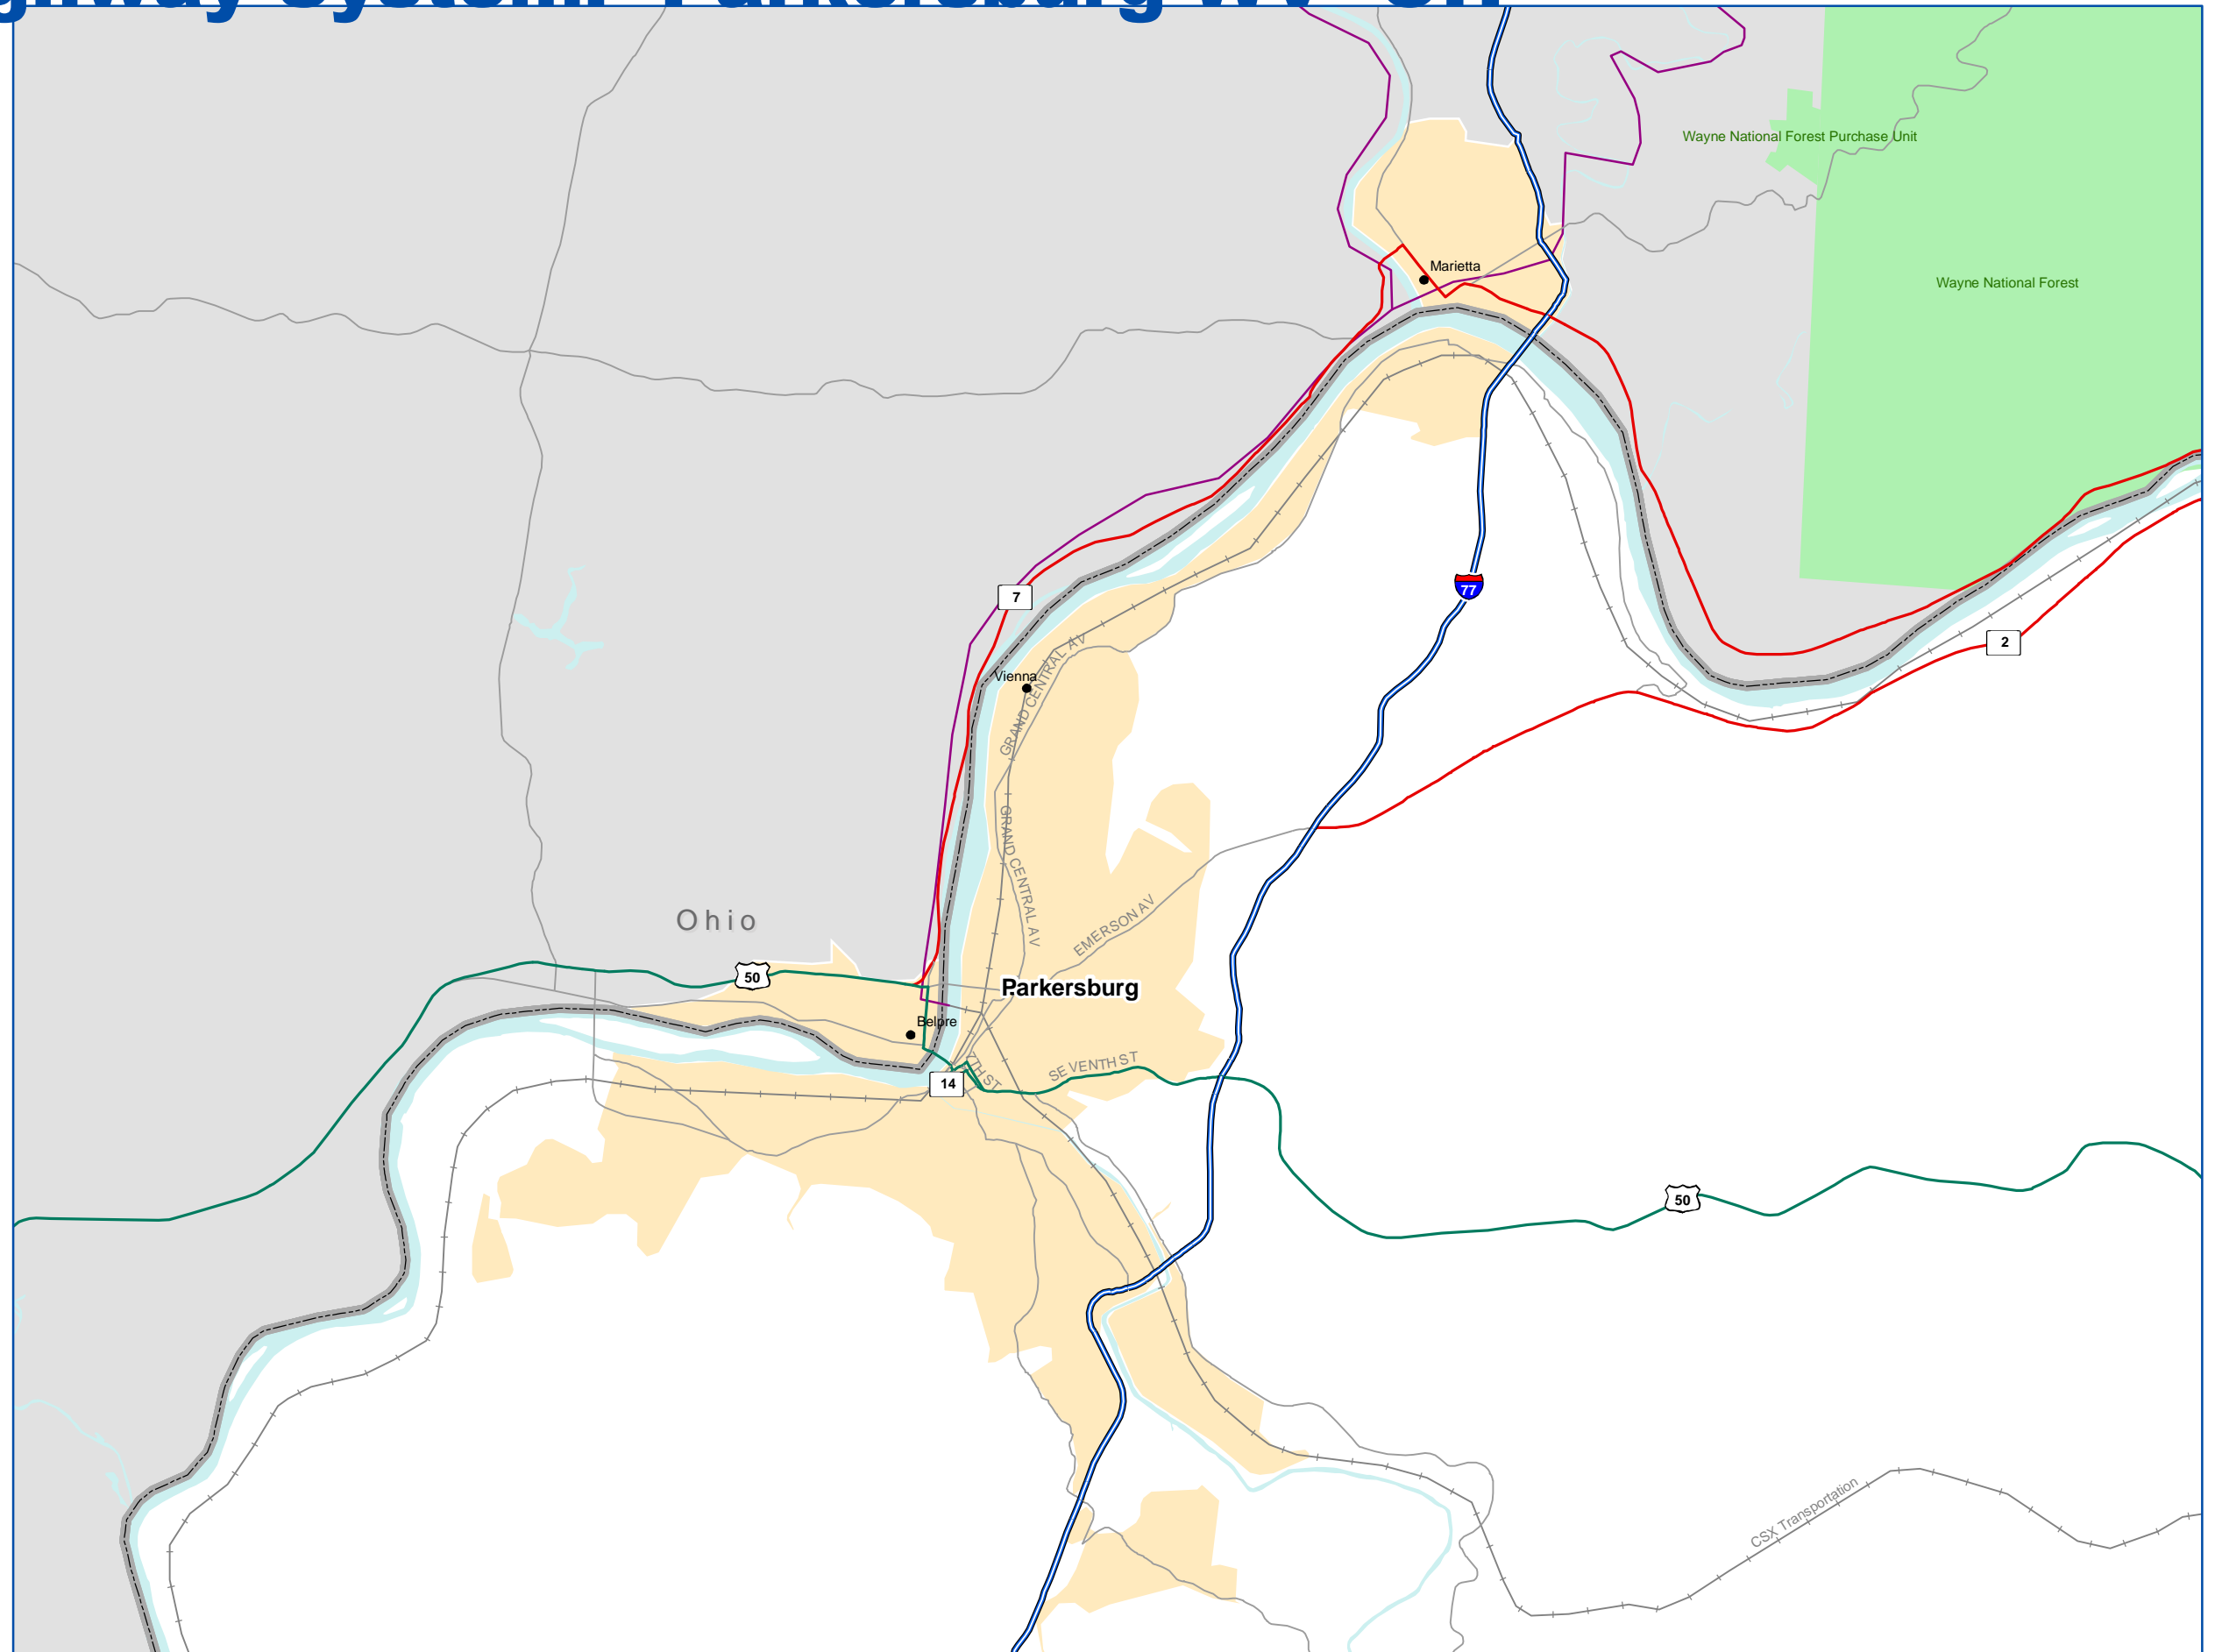 Wayne National Forest Purchase Unit
Marietta
Wayne National Forest
77
7
2
Vienna
GRAND CENTRAL AV
GRAND CENTRAL AV
EMERSON AV
Ohio
50
Parkersburg
Belpre
7TH ST
SEVENTH ST
14
50
CSX Transportation